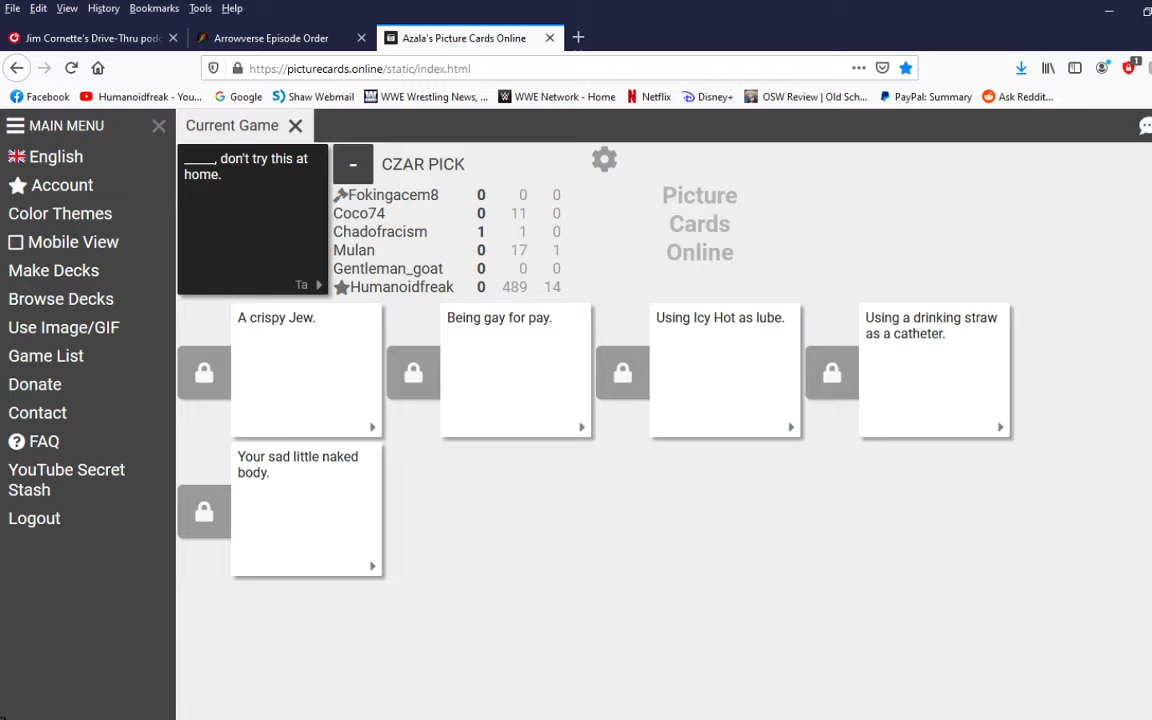 File Edit View History Bookmarks Tools Help
Jim Cornette's Drive-Thru pod
Arrowverse Episode Order
Azala's Picture Cards Online
https://picturecards.online/static/index.html
1
Facebook
Humanoidfreak - You...
Google
Shaw Webmail
WWE Wrestling News, ...
WWE Network - Home
Netflix
Disney+
OSW Review | Old Sch...
PayPal: Summary
Ask Reddit...
MAIN MENU
Current Game
English
Account
Color Themes
Mobile View
Make Decks
Browse Decks
Use Image/GIF
Game List
Donate
Contact
FAQ
YouTube Secret
Stash
Logout
_____, don't try this at
home.
Ta
-
CZAR PICK
Fokingacem8 0 0 0
Coco74 0 11 0
Chadofracism 1 1 0
Mulan 0 17 1
Gentleman_goat 0 0 0
Humanoidfreak 0 489 14
Picture
Cards
Online
A crispy Jew.
Being gay for pay.
Using Icy Hot as lube.
Using a drinking straw
as a catheter.
Your sad little naked
body.